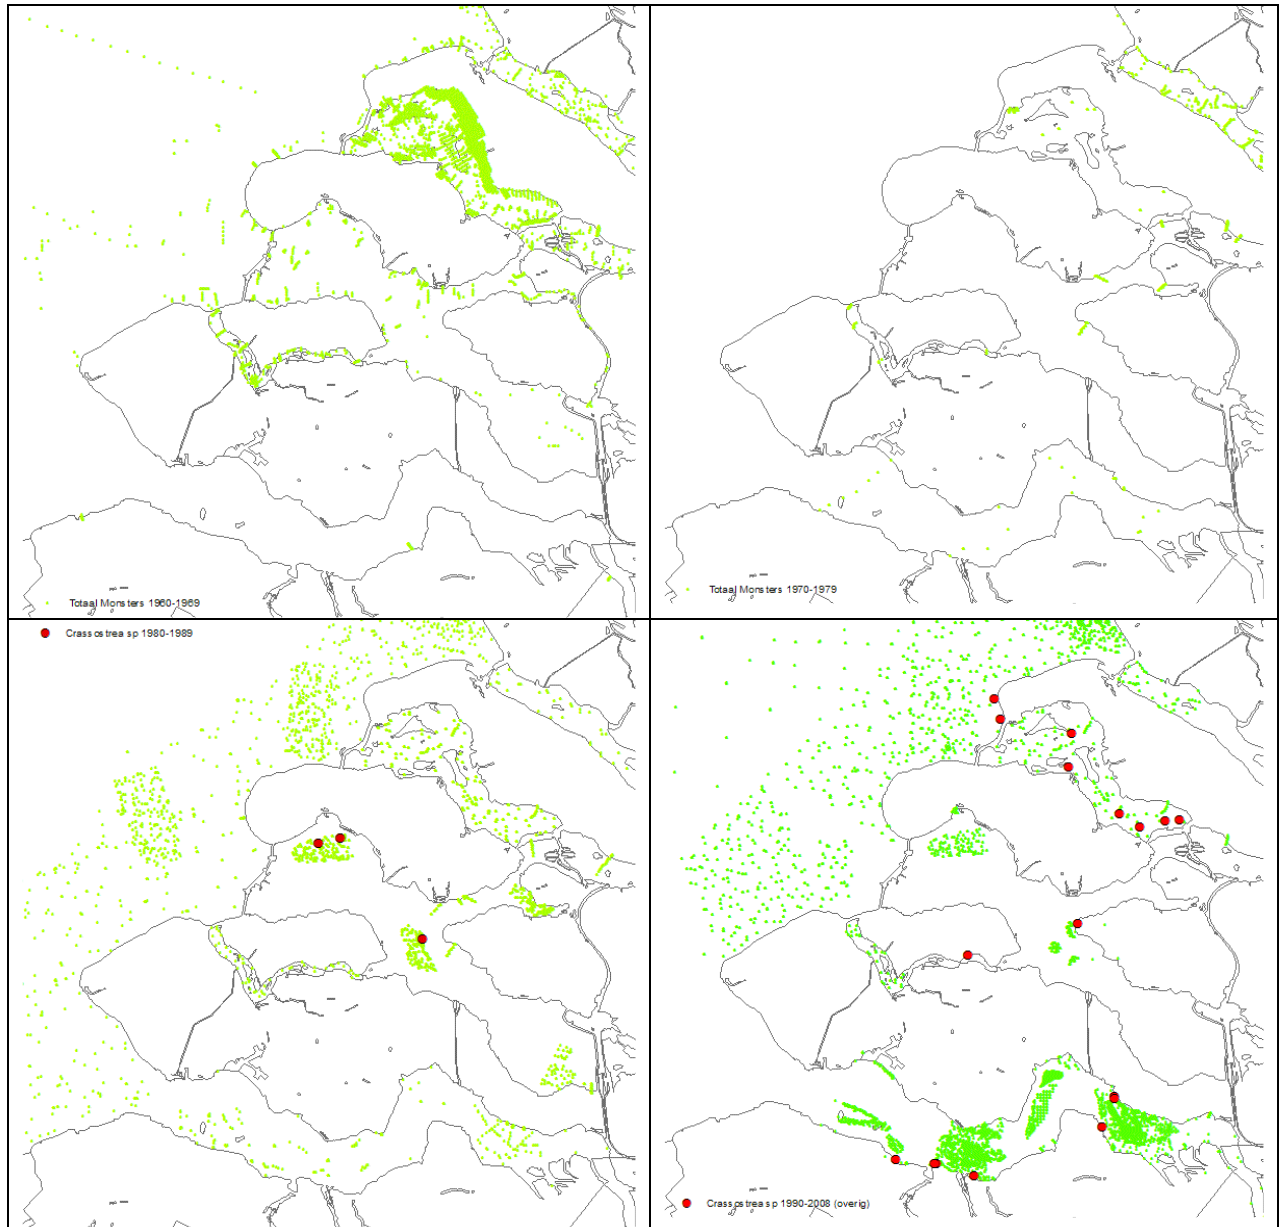 Totaal Monsters 1960-1969
Totaal Monsters 1970-1979
Crassostrea sp 1980-1989
Crassostrea sp 1990-2008 (overig)